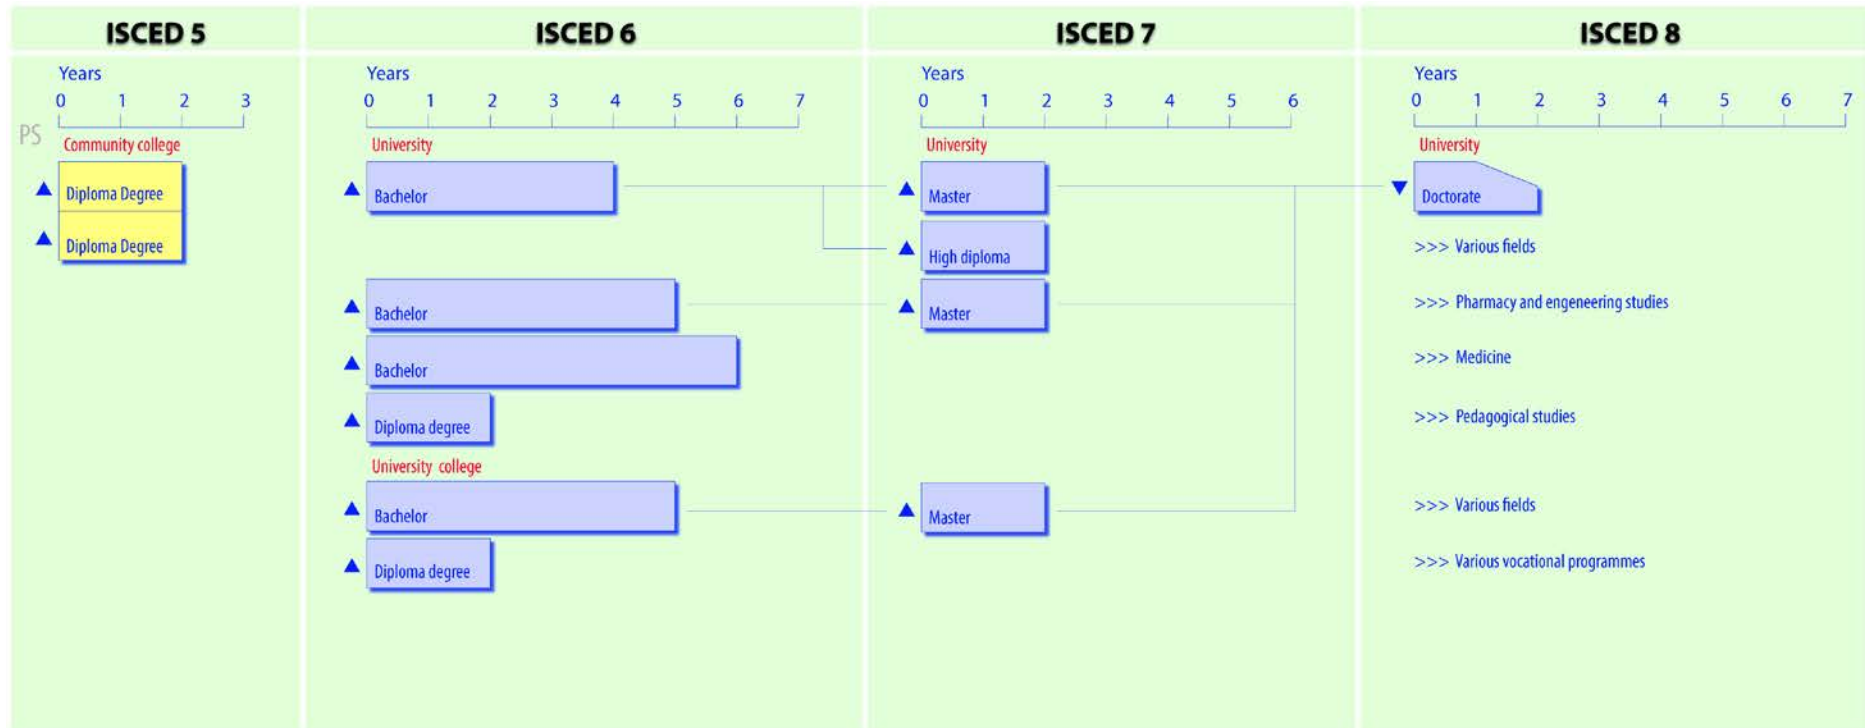 ISCED 5
ISCED 6
ISCED 7
ISCED 8
Years
0 1 2 3
Years
0 1 2 3 4 5 6 7
Years
0 1 2 3 4 5 6
Years
0 1 2 3 4 5 6 7
PS
Community college
University
University
University
Diploma Degree
Bachelor
Master
Doctorate
Diploma Degree
High diploma
>>> Various fields
Bachelor
Master
>>> Pharmacy and engeneering studies
Bachelor
>>> Medicine
Diploma degree
>>> Pedagogical studies
University college
Bachelor
Master
>>> Various fields
Diploma degree
>>> Various vocational programmes